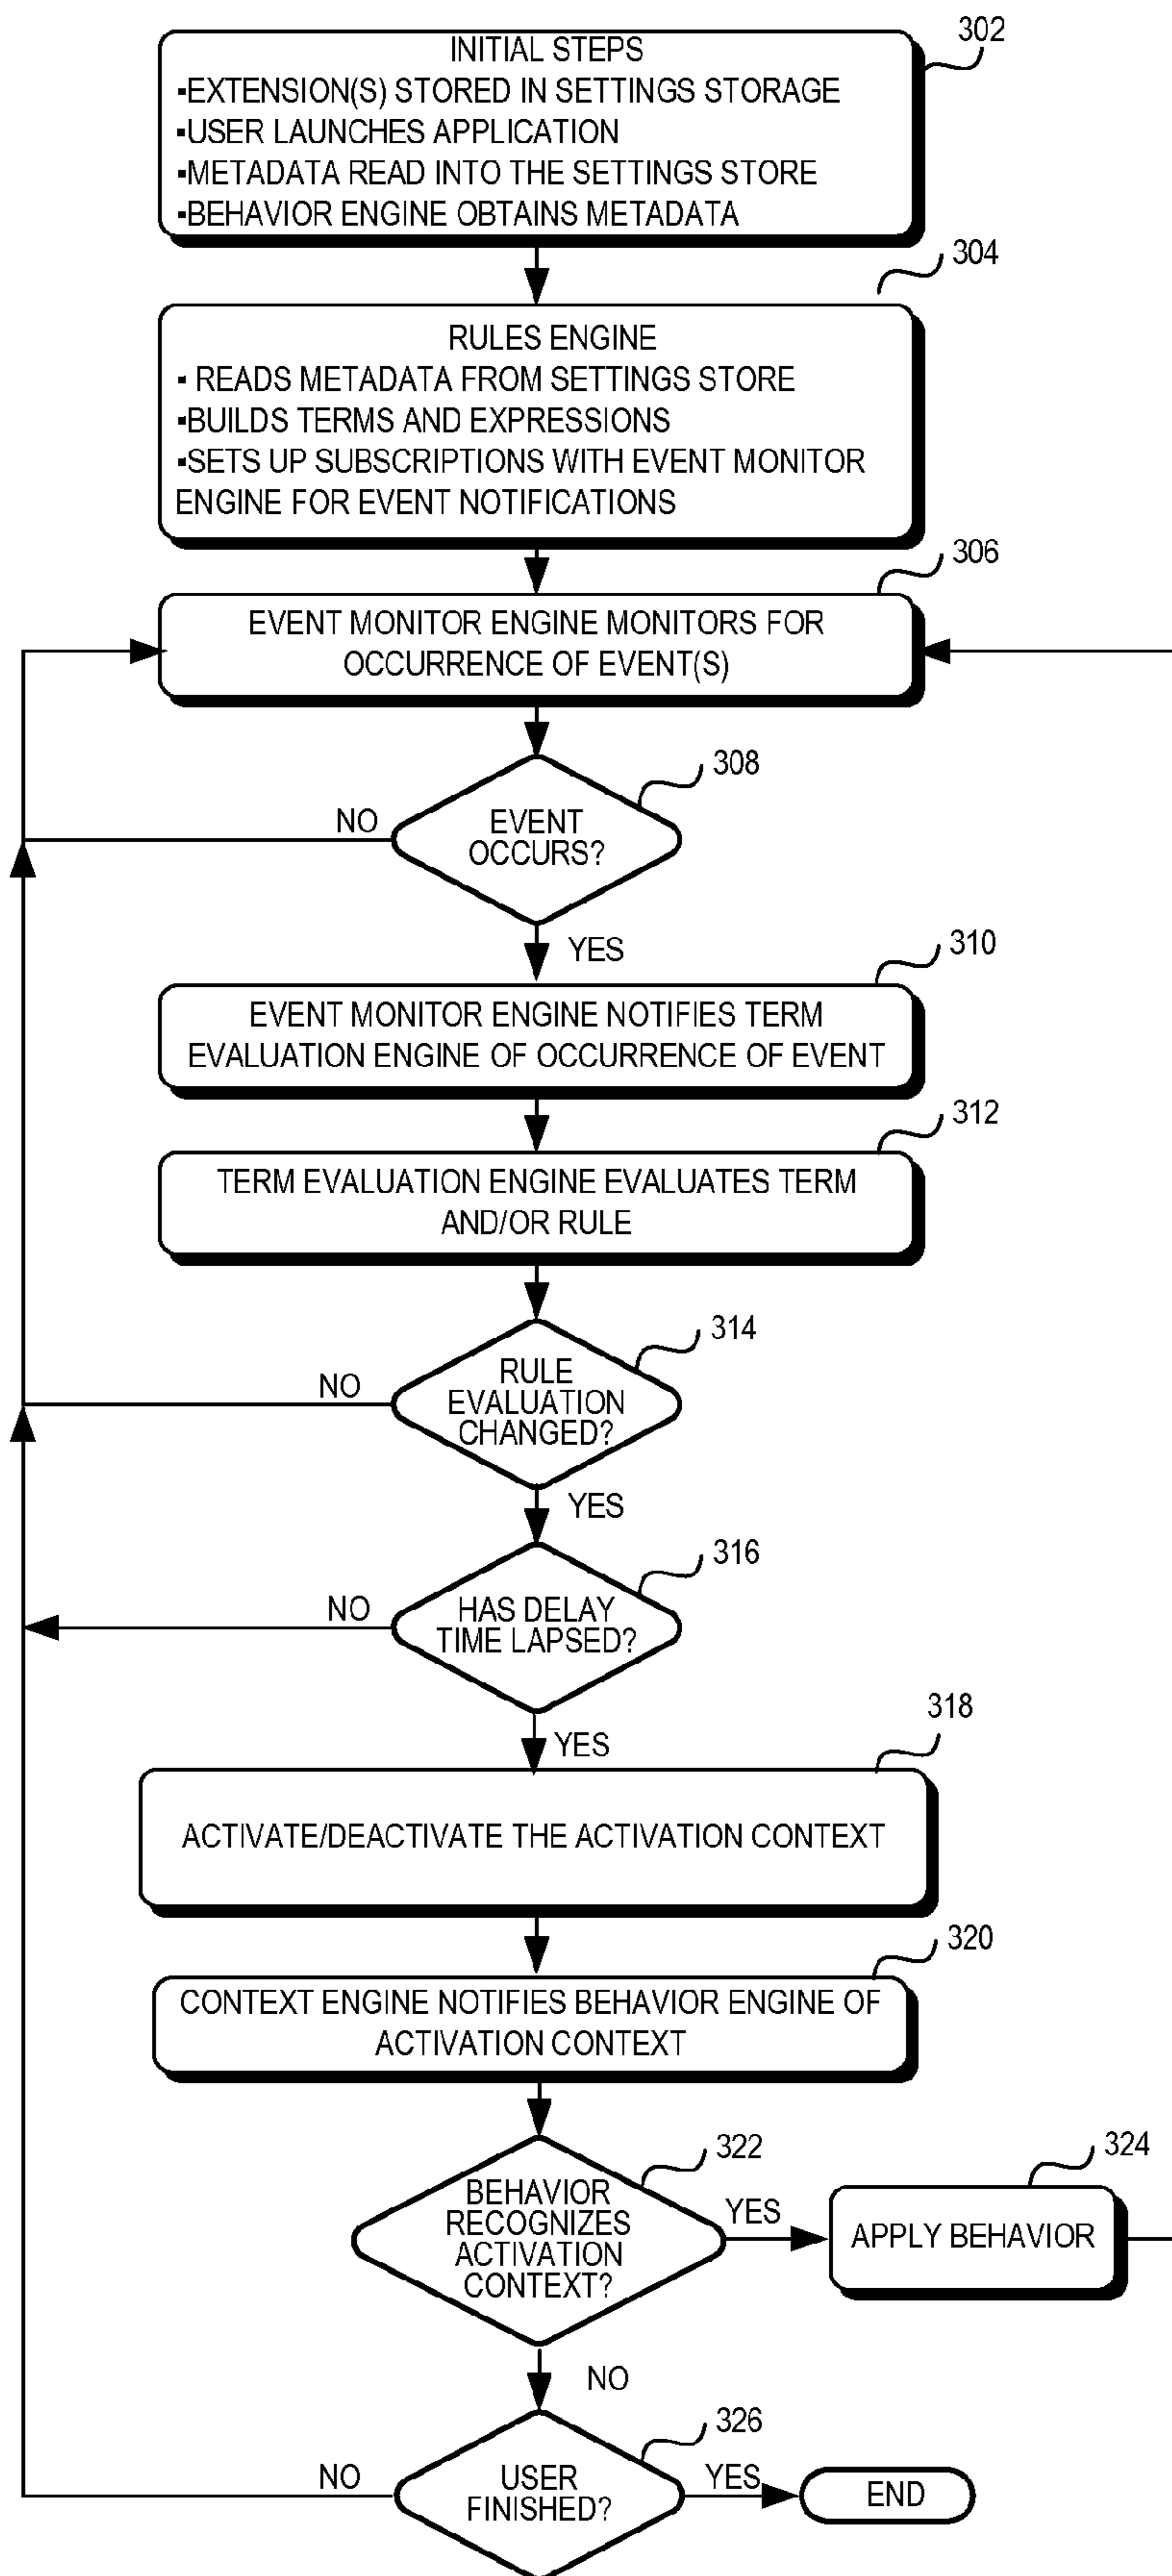 302
INITIAL STEPS
▪EXTENSION(S) STORED IN SETTINGS STORAGE
▪USER LAUNCHES APPLICATION
▪METADATA READ INTO THE SETTINGS STORE
▪BEHAVIOR ENGINE OBTAINS METADATA
304
RULES ENGINE
▪ READS METADATA FROM SETTINGS STORE
▪BUILDS TERMS AND EXPRESSIONS
▪SETS UP SUBSCRIPTIONS WITH EVENT MONITOR
ENGINE FOR EVENT NOTIFICATIONS
306
EVENT MONITOR ENGINE MONITORS FOR
OCCURRENCE OF EVENT(S)
308
EVENT
OCCURS?
NO
YES
310
EVENT MONITOR ENGINE NOTIFIES TERM
EVALUATION ENGINE OF OCCURRENCE OF EVENT
312
TERM EVALUATION ENGINE EVALUATES TERM
AND/OR RULE
314
RULE
EVALUATION
CHANGED?
NO
YES
316
HAS DELAY
TIME LAPSED?
NO
YES
318
ACTIVATE/DEACTIVATE THE ACTIVATION CONTEXT
320
CONTEXT ENGINE NOTIFIES BEHAVIOR ENGINE OF
ACTIVATION CONTEXT
322
BEHAVIOR
RECOGNIZES
ACTIVATION
CONTEXT?
YES
324
APPLY BEHAVIOR
NO
326
USER
FINISHED?
NO
YES
END